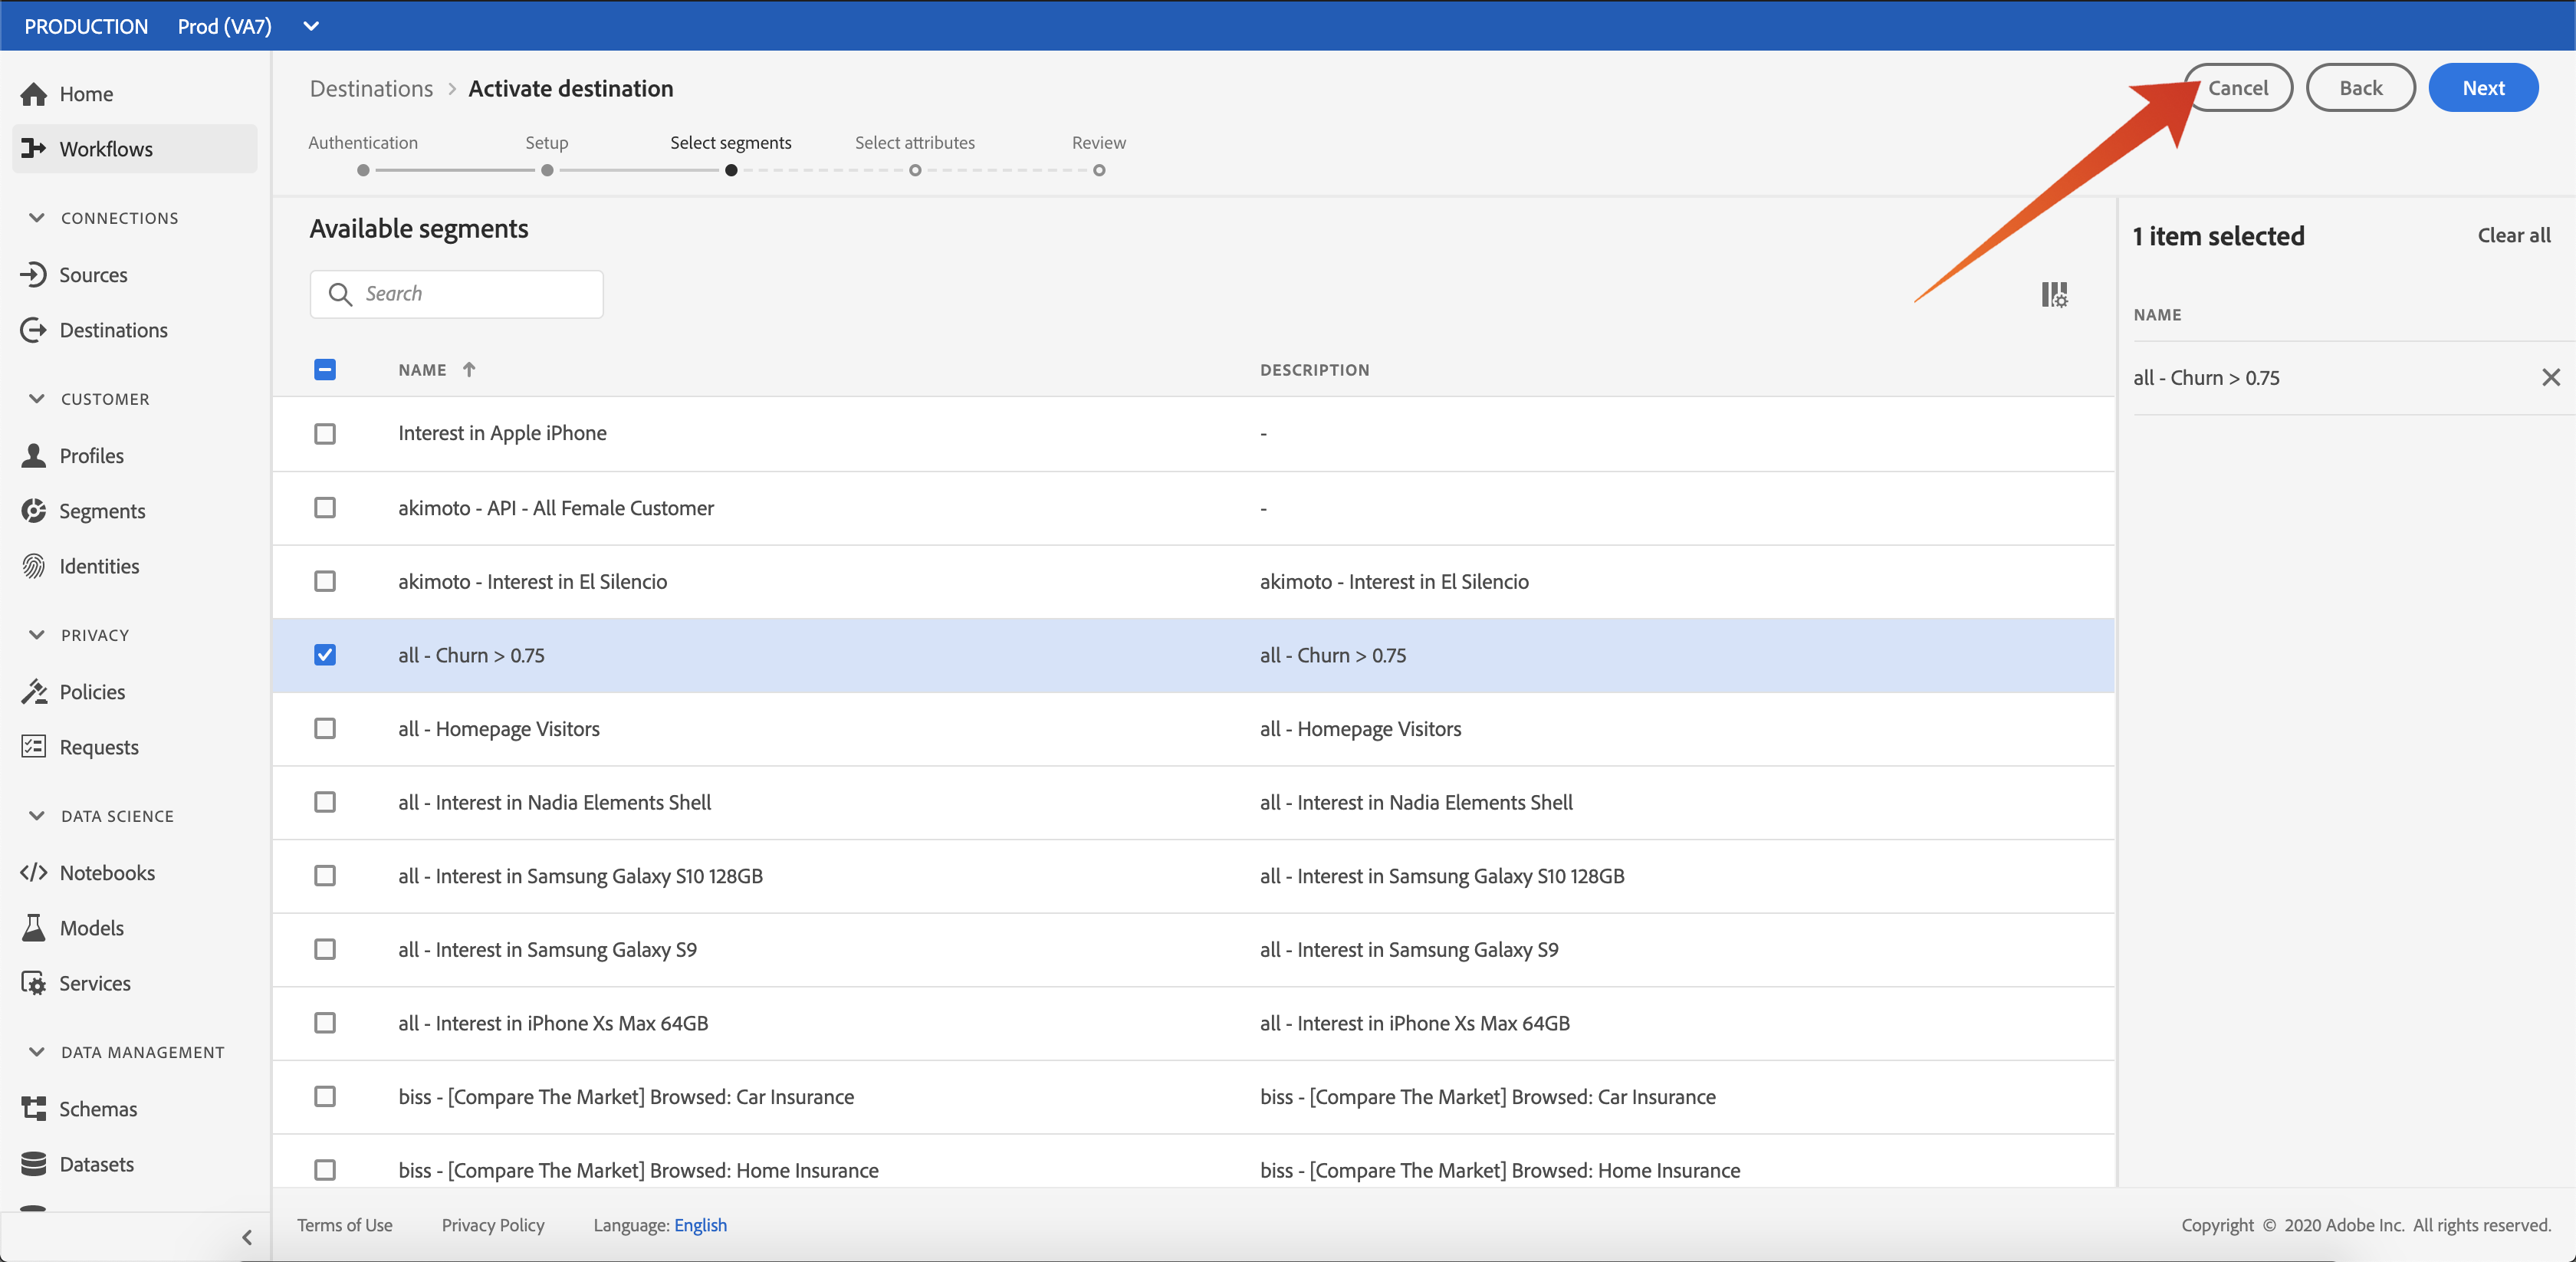 PRODUCTION Prod (VA7)
Home
Workflows
CONNECTIONS
Sources
Destinations
CUSTOMER
Profiles
Segments
Identities
PRIVACY
Policies
Requests
DATA SCIENCE
Notebooks
Models
Services
DATA MANAGEMENT
Schemas
Datasets
Destinations > Activate destination
Cancel Back Next
Authentication Setup Select segments Select attributes Review
Available segments
Search
NAME DESCRIPTION
Interest in Apple iPhone -
akimoto - API - All Female Customer -
akimoto - Interest in El Silencio akimoto - Interest in El Silencio
all - Churn > 0.75 all - Churn > 0.75
all - Homepage Visitors all - Homepage Visitors
all - Interest in Nadia Elements Shell all - Interest in Nadia Elements Shell
all - Interest in Samsung Galaxy S10 128GB all - Interest in Samsung Galaxy S10 128GB
all - Interest in Samsung Galaxy S9 all - Interest in Samsung Galaxy S9
all - Interest in iPhone Xs Max 64GB all - Interest in iPhone Xs Max 64GB
biss - [Compare The Market] Browsed: Car Insurance biss - [Compare The Market] Browsed: Car Insurance
biss - [Compare The Market] Browsed: Home Insurance biss - [Compare The Market] Browsed: Home Insurance
1 item selected Clear all
NAME
all - Churn > 0.75
Terms of Use Privacy Policy Language: English Copyright © 2020 Adobe Inc. All rights reserved.